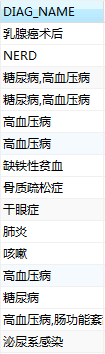 DIAG_NAME
乳腺癌术后
NERD
糖尿病,高血压病
糖尿病,高血压病
高血压病
高血压病
缺铁性贫血
骨质疏松症
干眼症
肺炎
咳嗽
高血压病
糖尿病
高血压病,肠功能紊
泌尿系感染